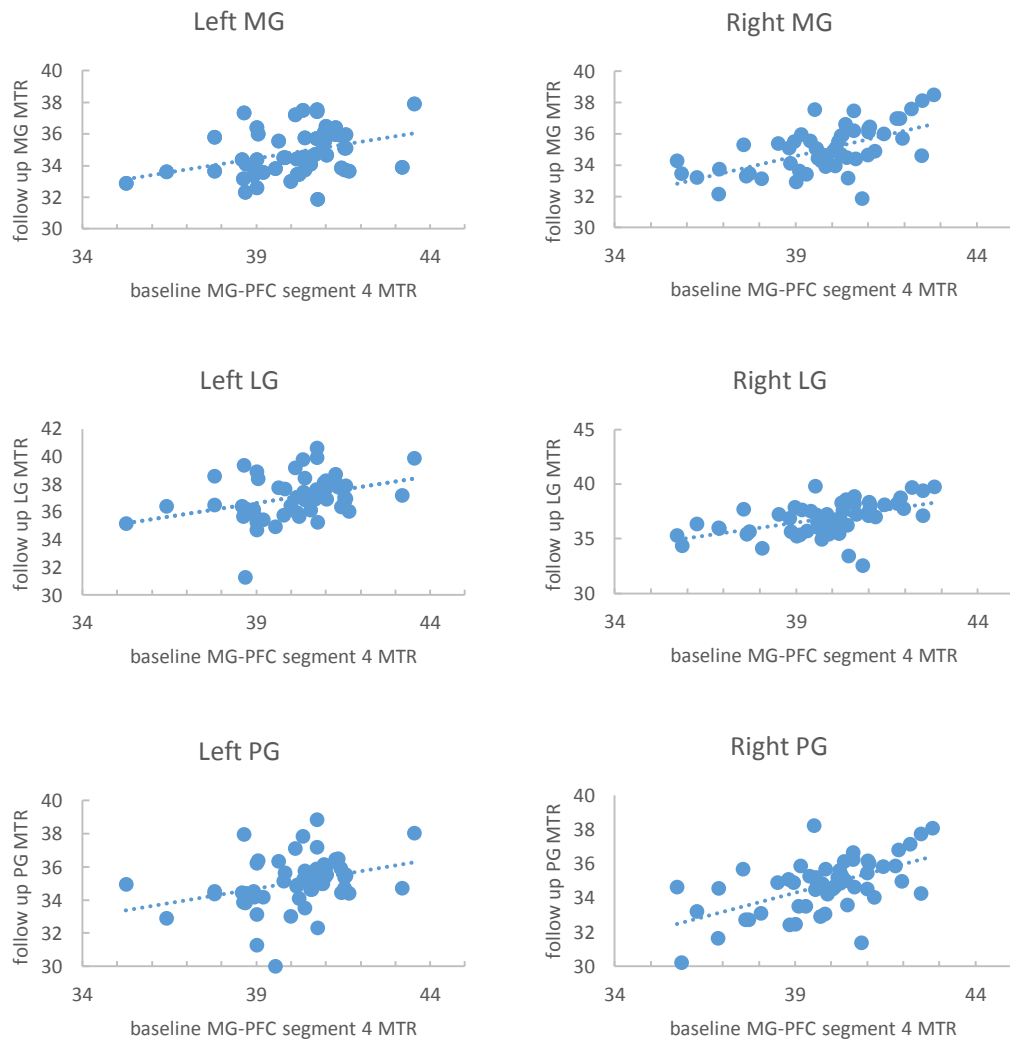 Left MG
follow up MG MTR
40
38
36
34
32
30
34
39
44
baseline MG-PFC segment 4 MTR
Right MG
follow up MG MTR
40
38
36
34
32
30
34
39
44
baseline MG-PFC segment 4 MTR
Left LG
follow up LG MTR
42
40
38
36
34
32
30
34
39
44
baseline MG-PFC segment 4 MTR
Right LG
follow up LG MTR
45
40
35
30
34
39
44
baseline MG-PFC segment 4 MTR
Left PG
follow up PG MTR
40
38
36
34
32
30
34
39
44
baseline MG-PFC segment 4 MTR
Right PG
follow up PG MTR
40
38
36
34
32
30
34
39
44
baseline MG-PFC segment 4 MTR